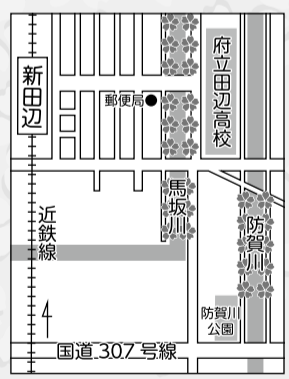 府立田辺高校
新田辺
郵便局
馬坂川
防賀川
近鉄線
防賀川
公園
国道307号線